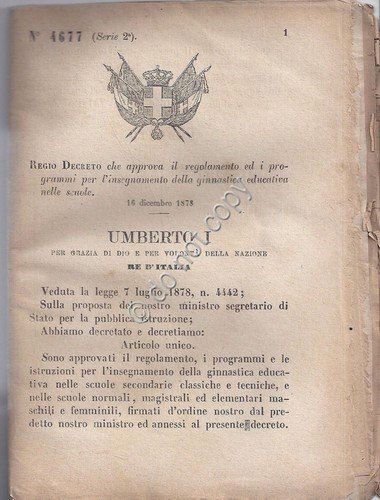 N° 4677 (Serie 2ª).
1
REGIO DECRETO che approva il regolamento ed i pro-
grammi per l'insegnamento della ginnastica educativa
nelle scuole.
16 dicembre 1878
UMBERTO I
PER GRAZIA DI DIO E PER VOLONTÀ DELLA NAZIONE
RE D'ITALIA
Veduta la legge 7 luglio 1878, n. 4442;
Sulla proposta del nostro ministro segretario di
Stato per la pubblica istruzione;
Abbiamo decretato e decretiamo:
Articolo unico.
Sono approvati il regolamento, i programmi e le
istruzioni per l'insegnamento della ginnastica educa-
tiva nelle scuole secondarie classiche e tecniche, e
nelle scuole normali, magistrali ed elementari ma-
schili e femminili, firmati d'ordine nostro dal pre-
detto nostro ministro ed annessi al presente decreto.
do not copy